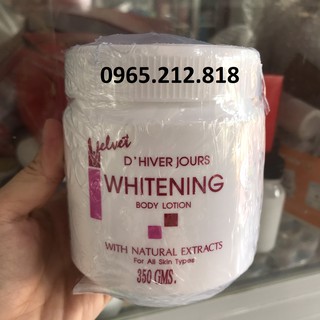 0965.212.818
Velvet
D'HIVER JOURS
WHITENING
BODY LOTION
WITH NATURAL EXTRACTS
For All Skin Types
350 GMS.